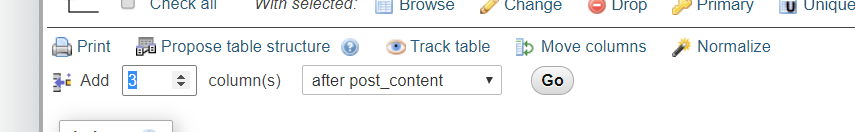 Check all With selected: Browse Change Drop Primary Unique
Print Propose table structure Track table Move columns Normalize
Add 3 column(s) after post_content Go